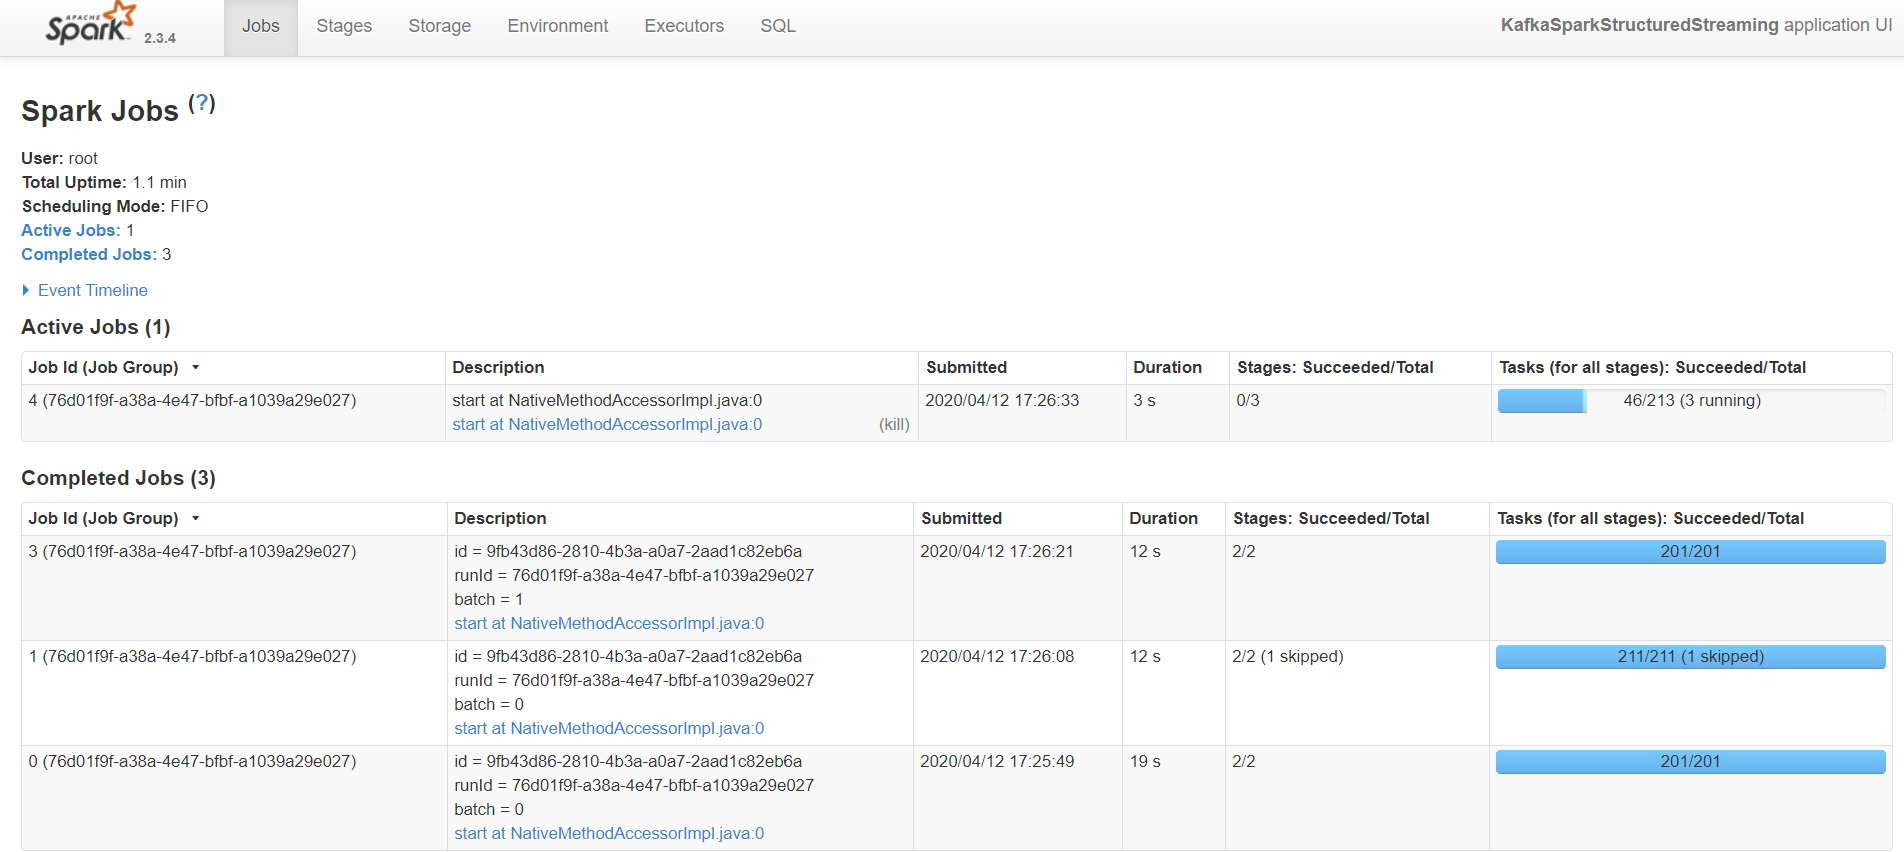 APACHE
Spark 2.3.4 Jobs Stages Storage Environment Executors SQL KafkaSparkStructuredStreaming application UI
Spark Jobs (?)
User: root
Total Uptime: 1.1 min
Scheduling Mode: FIFO
Active Jobs: 1
Completed Jobs: 3
Event Timeline
Active Jobs (1)
Job Id (Job Group) Description Submitted Duration Stages: Succeeded/Total Tasks (for all stages): Succeeded/Total
4 (76d01f9f-a38a-4e47-bfbf-a1039a29e027) start at NativeMethodAccessorImpl.java:0 2020/04/12 17:26:33 3 s 0/3 46/213 (3 running)
start at NativeMethodAccessorImpl.java:0 (kill)
Completed Jobs (3)
Job Id (Job Group) Description Submitted Duration Stages: Succeeded/Total Tasks (for all stages): Succeeded/Total
3 (76d01f9f-a38a-4e47-bfbf-a1039a29e027) id = 9fb43d86-2810-4b3a-a0a7-2aad1c82eb6a 2020/04/12 17:26:21 12 s 2/2 201/201
runId = 76d01f9f-a38a-4e47-bfbf-a1039a29e027
batch = 1
start at NativeMethodAccessorImpl.java:0
1 (76d01f9f-a38a-4e47-bfbf-a1039a29e027) id = 9fb43d86-2810-4b3a-a0a7-2aad1c82eb6a 2020/04/12 17:26:08 12 s 2/2 (1 skipped) 211/211 (1 skipped)
runId = 76d01f9f-a38a-4e47-bfbf-a1039a29e027
batch = 0
start at NativeMethodAccessorImpl.java:0
0 (76d01f9f-a38a-4e47-bfbf-a1039a29e027) id = 9fb43d86-2810-4b3a-a0a7-2aad1c82eb6a 2020/04/12 17:25:49 19 s 2/2 201/201
runId = 76d01f9f-a38a-4e47-bfbf-a1039a29e027
batch = 0
start at NativeMethodAccessorImpl.java:0